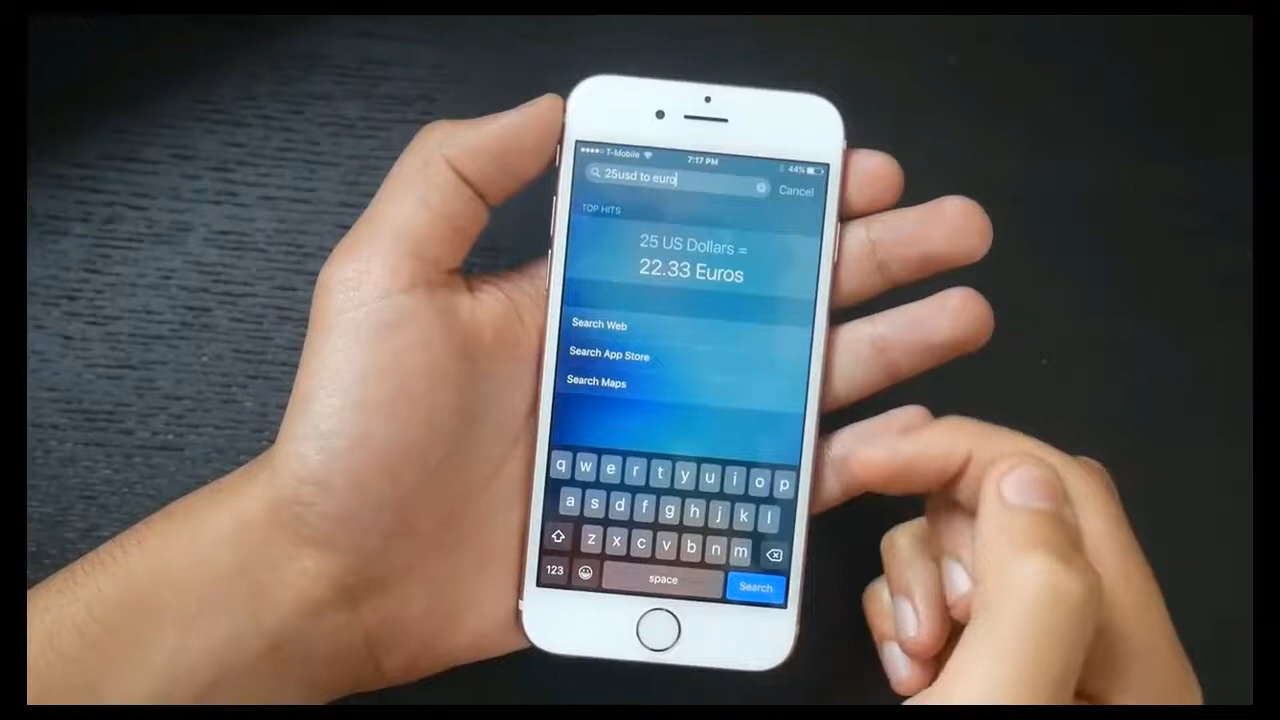 T-Mobile 7:17 PM 44%
25usd to euro Cancel
TOP HITS
25 US Dollars =
22.33 Euros
Search Web
Search App Store
Search Maps
q w e r t y u i o p
a s d f g h j k l
z x c v b n m
123 space Search